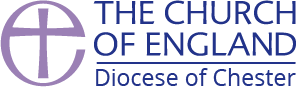 THE CHURCH
OF ENGLAND
Diocese of Chester